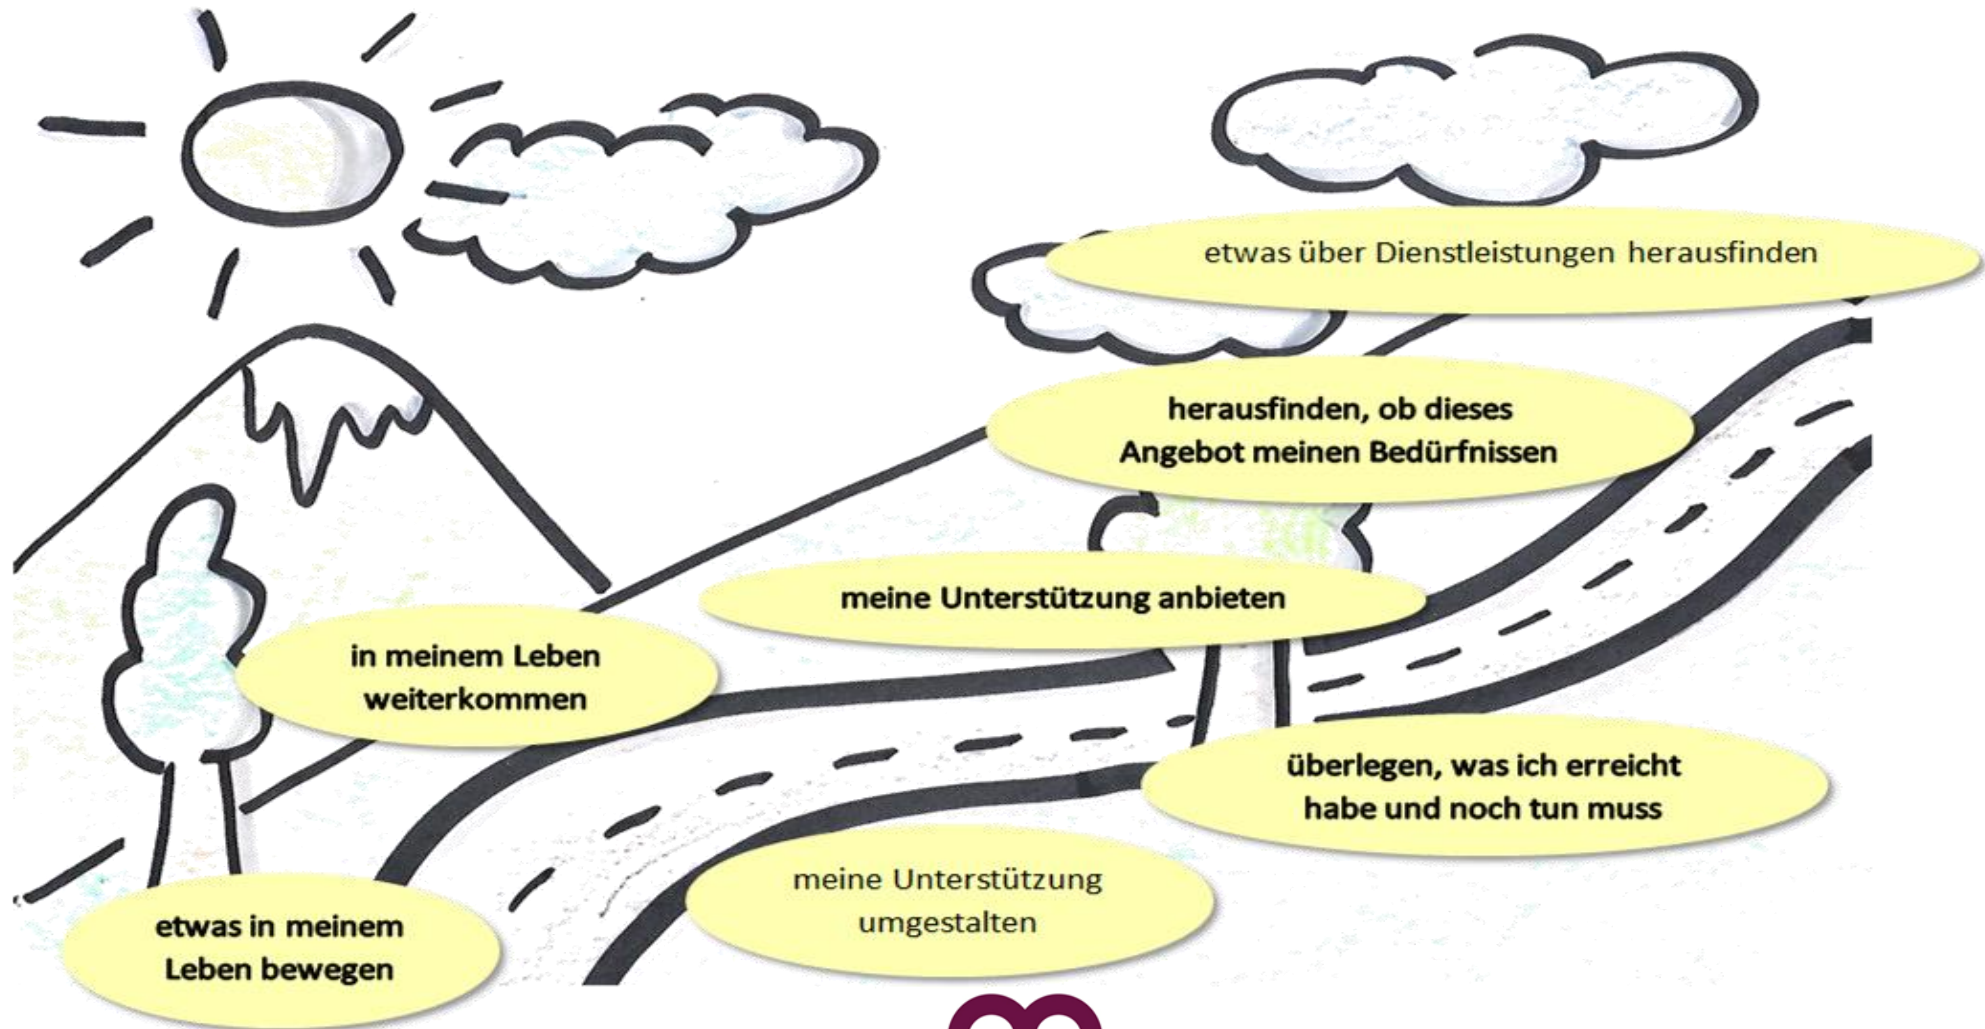 etwas über Dienstleistungen herausfinden
herausfinden, ob dieses
Angebot meinen Bedürfnissen
meine Unterstützung anbieten
in meinem Leben
weiterkommen
überlegen, was ich erreicht
habe und noch tun muss
meine Unterstützung
umgestalten
etwas in meinem
Leben bewegen